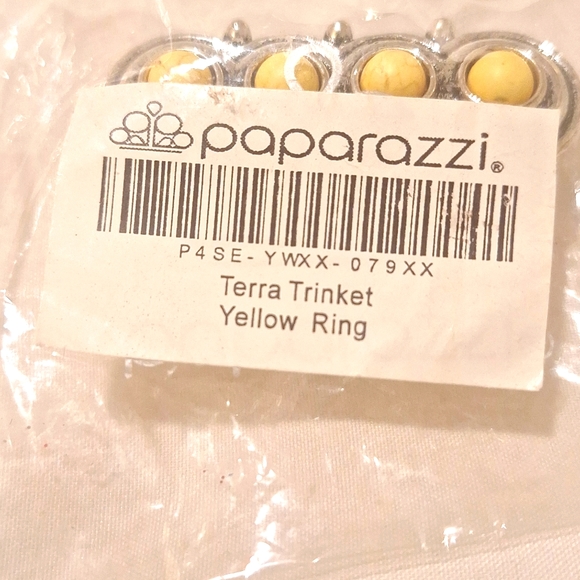 paparazzi®
P4SE-YWXX-079XX
Terra Trinket
Yellow Ring